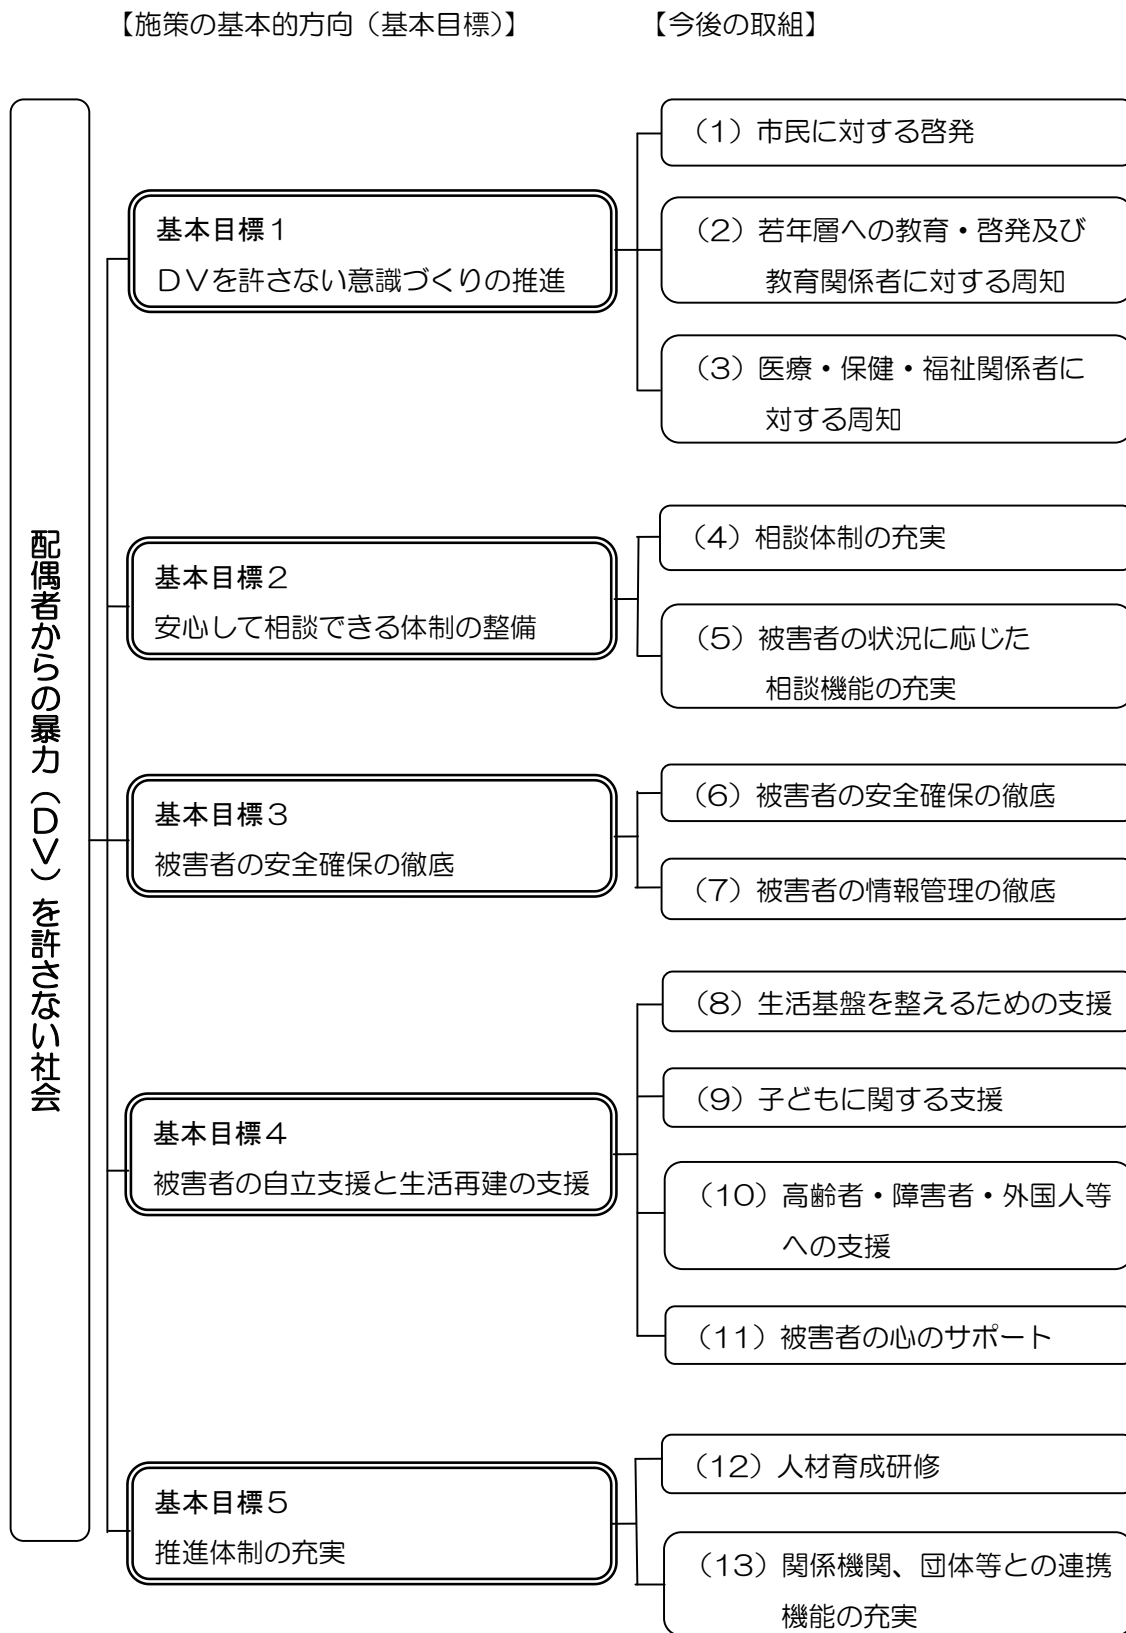 【施策の基本的方向（基本目標）】
【今後の取組】
配偶者からの暴力（ＤＶ）を許さない社会
基本目標１
ＤＶを許さない意識づくりの推進
（１）市民に対する啓発
（２）若年層への教育・啓発及び
教育関係者に対する周知
（３）医療・保健・福祉関係者に
対する周知
基本目標２
安心して相談できる体制の整備
（４）相談体制の充実
（５）被害者の状況に応じた
相談機能の充実
基本目標３
被害者の安全確保の徹底
（６）被害者の安全確保の徹底
（７）被害者の情報管理の徹底
基本目標４
被害者の自立支援と生活再建の支援
（８）生活基盤を整えるための支援
（９）子どもに関する支援
（10）高齢者・障害者・外国人等
への支援
（11）被害者の心のサポート
基本目標５
推進体制の充実
（12）人材育成研修
（13）関係機関、団体等との連携
機能の充実